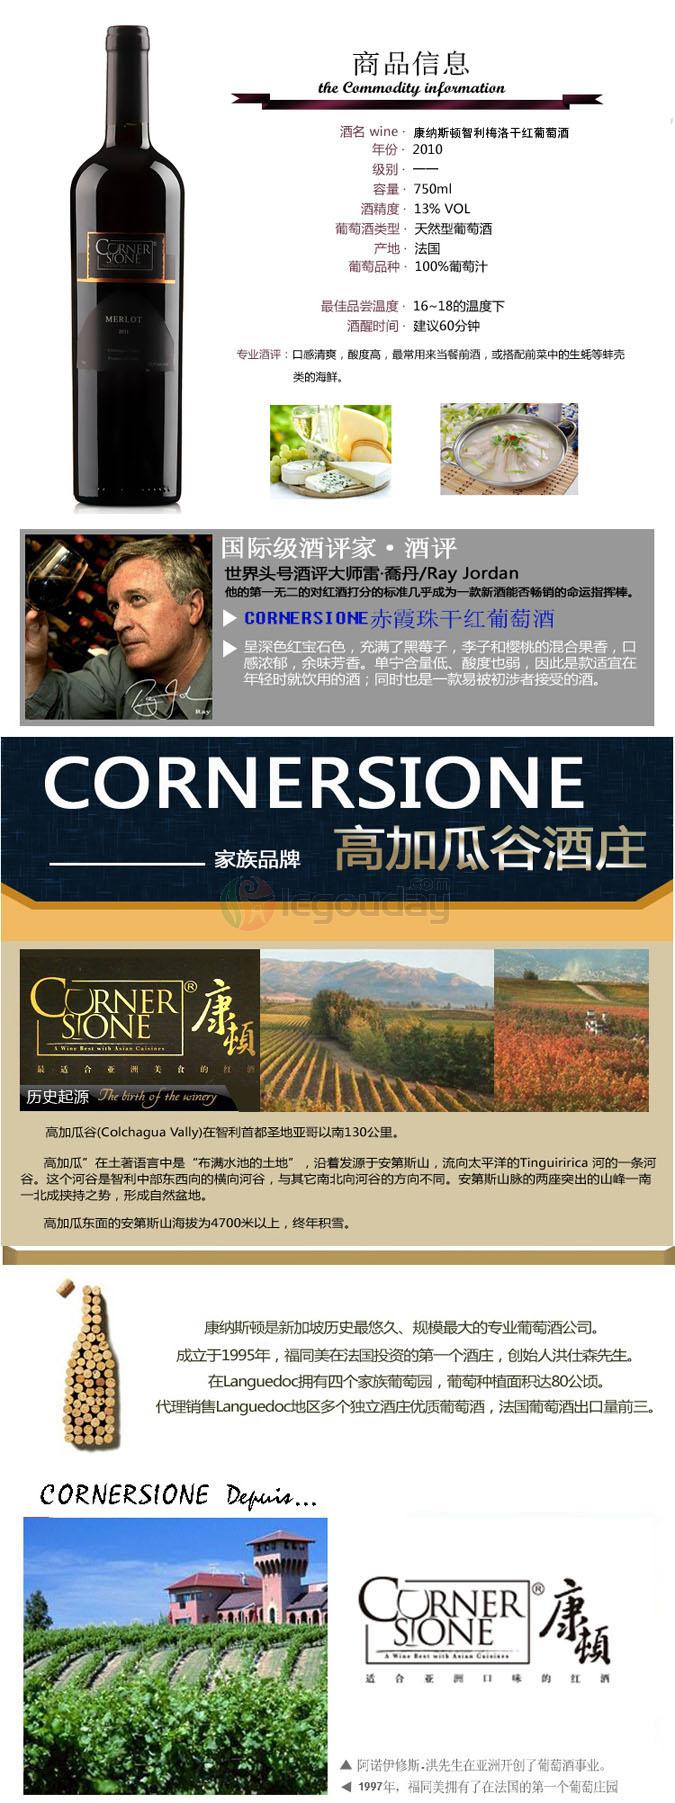 商品信息
the Commodity information
酒名 wine · 康纳斯顿智利梅洛干红葡萄酒
年份 · 2010
级别 · ——
容量 · 750ml
酒精度 · 13% VOL
葡萄酒类型 · 天然型葡萄酒
产地 · 法国
葡萄品种 · 100%葡萄汁
最佳品尝温度 · 16~18的温度下
酒醒时间 · 建议60分钟
专业酒评：口感清爽，酸度高，最常用来当餐前酒，或搭配前菜中的生蚝等蚌壳
类的海鲜。
CORNER
SIONE
MERLOT
2011
国际级酒评家·酒评
世界头号酒评大师雷·喬丹/Ray Jordan
他的第一无二的对红酒打分的标准几乎成为一款新酒能否畅销的命运指挥棒。
CORNERSIONE赤霞珠干红葡萄酒
呈深色红宝石色，充满了黑莓子，李子和樱桃的混合果香，口
感浓郁，余味芳香。单宁含量低、酸度也弱，因此是款适宜在
年轻时就饮用的酒；同时也是一款易被初涉者接受的酒。
Ray
CORNERSIONE
家族品牌 高加瓜谷酒庄
legouday.com
CORNER
SIONE
® 康顿
A Wine Best with Asian Cuisines
最适合亚洲美食的红酒
历史起源 The birth of the winery
高加瓜谷(Colchagua Vally)在智利首都圣地亚哥以南130公里。
高加瓜”在土著语言中是“布满水池的土地”，沿着发源于安第斯山，流向太平洋的Tinguiririca 河的一条河
谷。这个河谷是智利中部东西向的横向河谷，与其它南北向河谷的方向不同。安第斯山脉的两座突出的山峰一南
一北成挟持之势，形成自然盆地。
高加瓜东面的安第斯山海拔为4700米以上，终年积雪。
康纳斯顿是新加坡历史最悠久、规模最大的专业葡萄酒公司。
成立于1995年，福同美在法国投资的第一个酒庄，创始人洪仕森先生。
在Languedoc拥有四个家族葡萄园，葡萄种植面积达80公顷。
代理销售Languedoc地区多个独立酒庄优质葡萄酒，法国葡萄酒出口量前三。
CORNERSIONE Depuis...
CORNER
SIONE
® 康顿
A Wine Best with Asian Cuisines
适合亚洲口味的红酒
▲ 阿诺伊修斯.洪先生在亚洲开创了葡萄酒事业。
◀ 1997年，福同美拥有了在法国的第一个葡萄庄园